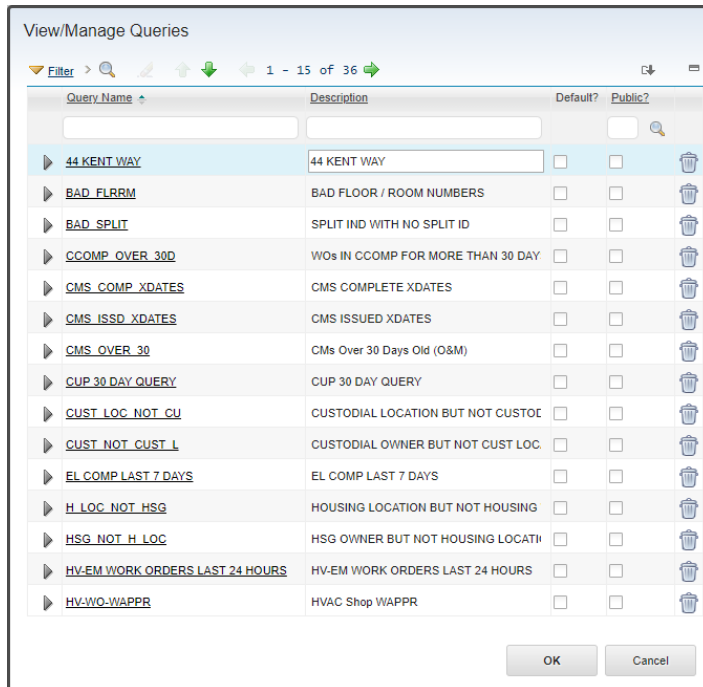 View/Manage Queries
Filter > 1 - 15 of 36
Query Name Description Default? Public?
44 KENT WAY 44 KENT WAY
BAD_FLRRM BAD FLOOR / ROOM NUMBERS
BAD_SPLIT SPLIT IND WITH NO SPLIT ID
CCOMP_OVER_30D WOs IN CCOMP FOR MORE THAN 30 DAY
CMS_COMP_XDATES CMS COMPLETE XDATES
CMS_ISSD_XDATES CMS ISSUED XDATES
CMS_OVER_30 CMs Over 30 Days Old (O&M)
CUP 30 DAY QUERY CUP 30 DAY QUERY
CUST_LOC_NOT_CU CUSTODIAL LOCATION BUT NOT CUSTOD
CUST_NOT_CUST_L CUSTODIAL OWNER BUT NOT CUST LOC.
EL COMP LAST 7 DAYS EL COMP LAST 7 DAYS
H_LOC_NOT_HSG HOUSING LOCATION BUT NOT HOUSING
HSG_NOT_H_LOC HSG OWNER BUT NOT HOUSING LOCATI
HV-EM WORK ORDERS LAST 24 HOURS HV-EM WORK ORDERS LAST 24 HOURS
HV-WO-WAPPR HVAC Shop WAPPR
OK Cancel